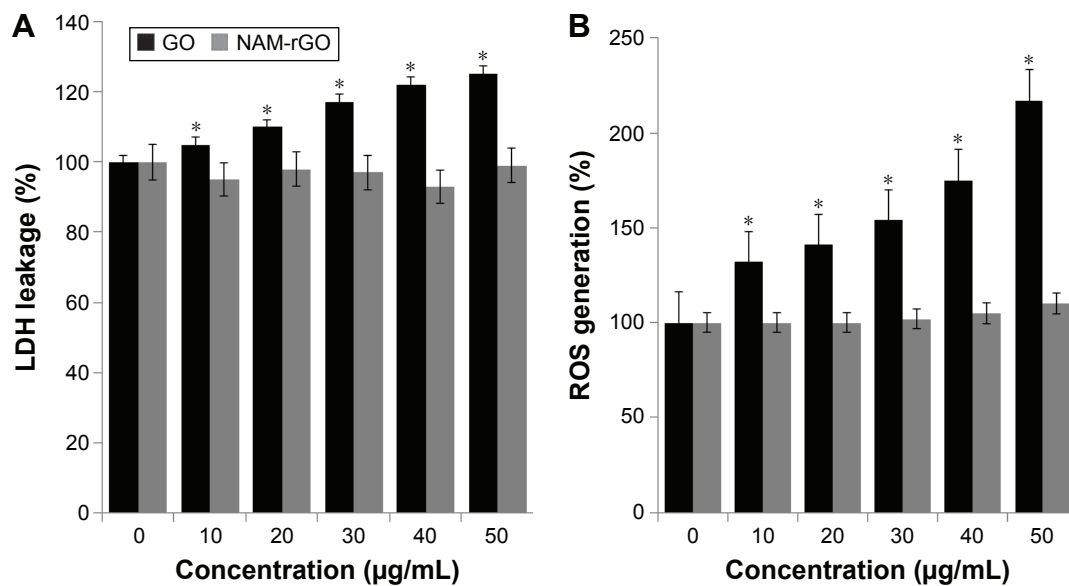 A
GO NAM-rGO
LDH leakage (%)
140
120
100
80
60
40
20
0
* * * * *
0 10 20 30 40 50
Concentration (µg/mL)
B
ROS generation (%)
250
200
150
100
50
0
* * * * *
0 10 20 30 40 50
Concentration (µg/mL)